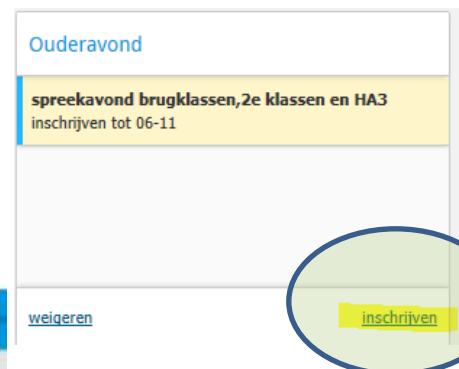 Ouderavond
spreekavond brugklassen,2e klassen en HA3
inschrijven tot 06-11
weigeren inschrijven